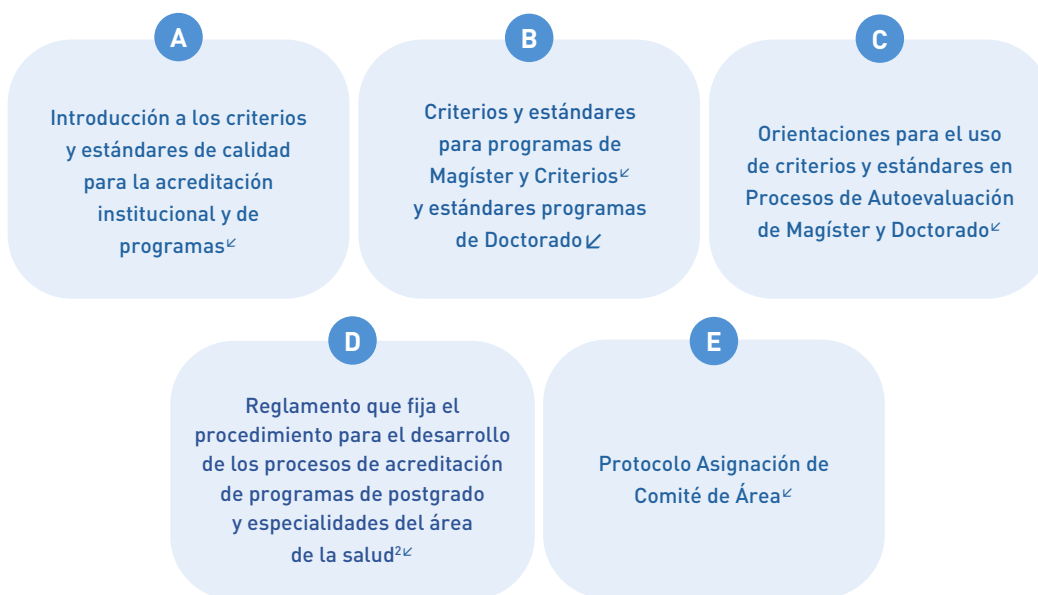 A
Introducción a los criterios
y estándares de calidad
para la acreditación
institucional y de
programas↙
B
Criterios y estándares
para programas de
Magíster y Criterios↙
y estándares programas
de Doctorado↙
C
Orientaciones para el uso
de criterios y estándares en
Procesos de Autoevaluación
de Magíster y Doctorado↙
D
Reglamento que fija el
procedimiento para el desarrollo
de los procesos de acreditación
de programas de postgrado
y especialidades del área
de la salud²↙
E
Protocolo Asignación de
Comité de Área↙